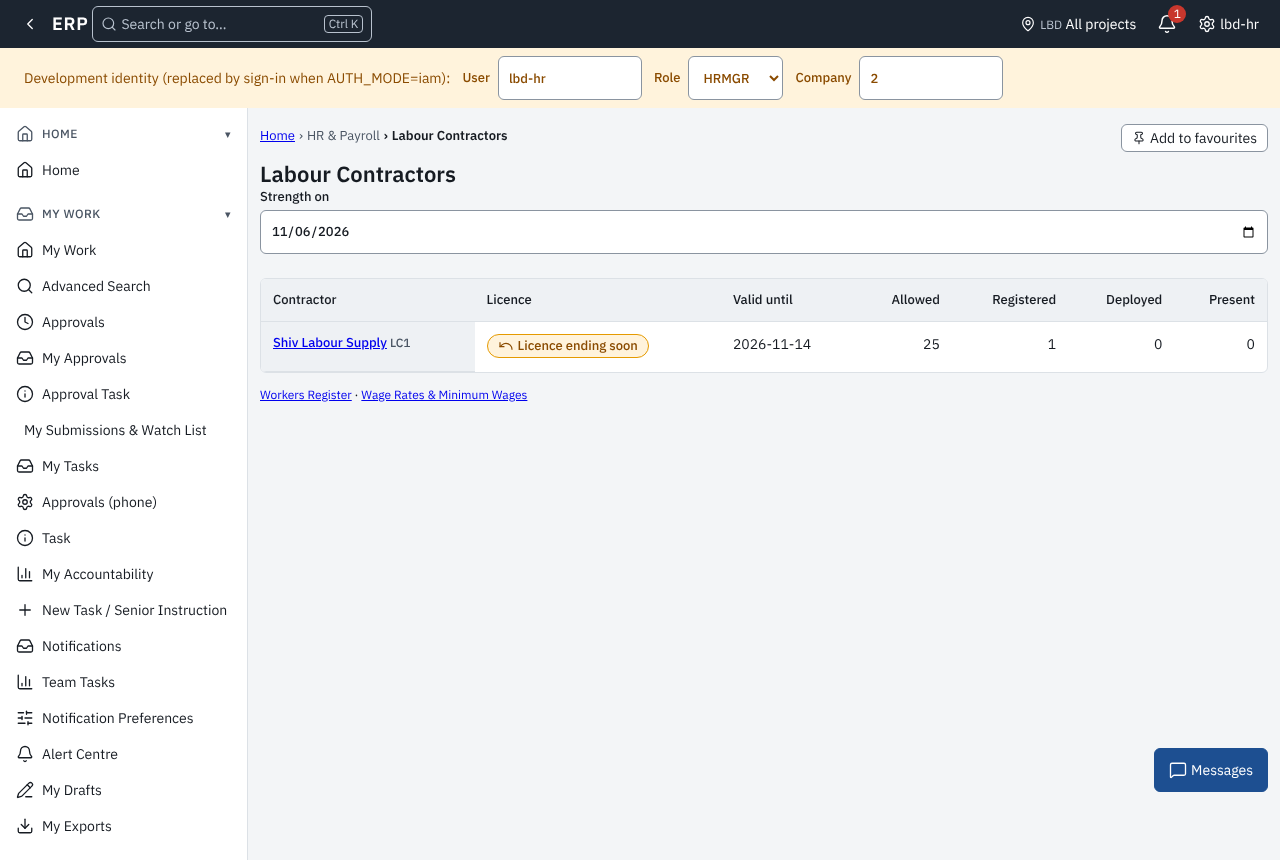 ERP
Search or go to...
Ctrl K
LBD All projects
1
lbd-hr
Development identity (replaced by sign-in when AUTH_MODE=iam):
User
lbd-hr
Role
HRMGR
Company
2
HOME
Home
MY WORK
My Work
Advanced Search
Approvals
My Approvals
Approval Task
My Submissions & Watch List
My Tasks
Approvals (phone)
Task
My Accountability
New Task / Senior Instruction
Notifications
Team Tasks
Notification Preferences
Alert Centre
My Drafts
My Exports
Home › HR & Payroll › Labour Contractors
Add to favourites
Labour Contractors
Strength on
11/06/2026
Contractor Licence Valid until Allowed Registered Deployed Present
Shiv Labour Supply LC1 Licence ending soon 2026-11-14 25 1 0 0
Workers Register · Wage Rates & Minimum Wages
Messages